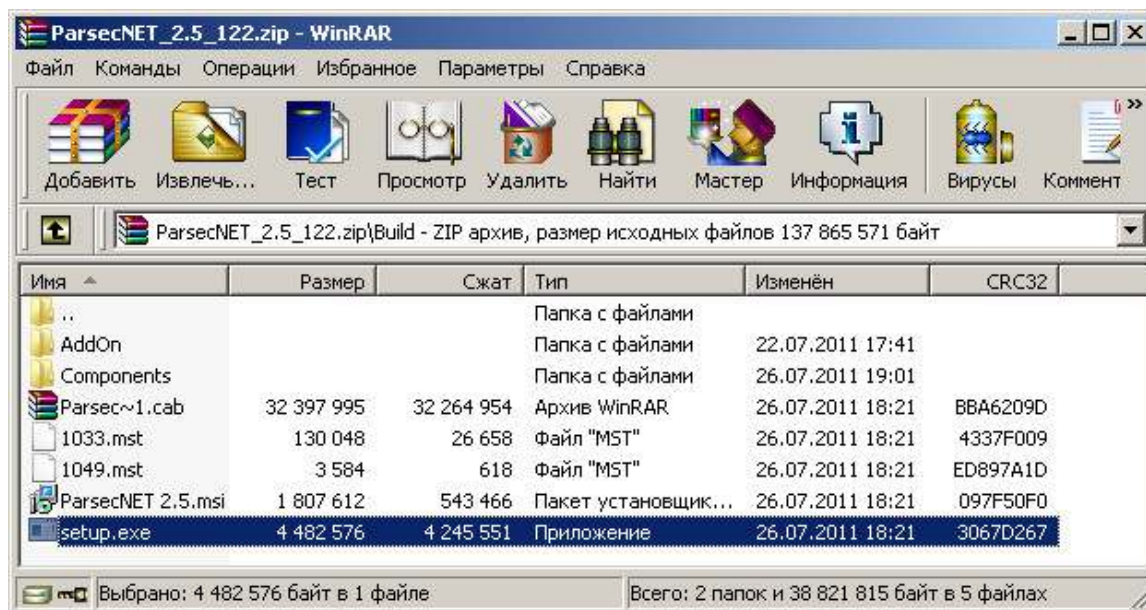 ParsecNET_2.5_122.zip - WinRAR
Файл Команды Операции Избранное Параметры Справка
Добавить Извлечь... Тест Просмотр Удалить Найти Мастер Информация Вирусы Коммент
ParsecNET_2.5_122.zip\Build - ZIP архив, размер исходных файлов 137 865 571 байт
Имя Размер Сжат Тип Изменён CRC32
.. Папка с файлами
AddOn Папка с файлами 22.07.2011 17:41
Components Папка с файлами 26.07.2011 19:01
Parsec~1.cab 32 397 995 32 264 954 Архив WinRAR 26.07.2011 18:21 BBA6209D
1033.mst 130 048 26 658 Файл "MST" 26.07.2011 18:21 4337F009
1049.mst 3 584 618 Файл "MST" 26.07.2011 18:21 ED897A1D
ParsecNET 2.5.msi 1 807 612 543 466 Пакет установщик... 26.07.2011 18:21 097F50F0
setup.exe 4 482 576 4 245 551 Приложение 26.07.2011 18:21 3067D267
Выбрано: 4 482 576 байт в 1 файле Всего: 2 папок и 38 821 815 байт в 5 файлах